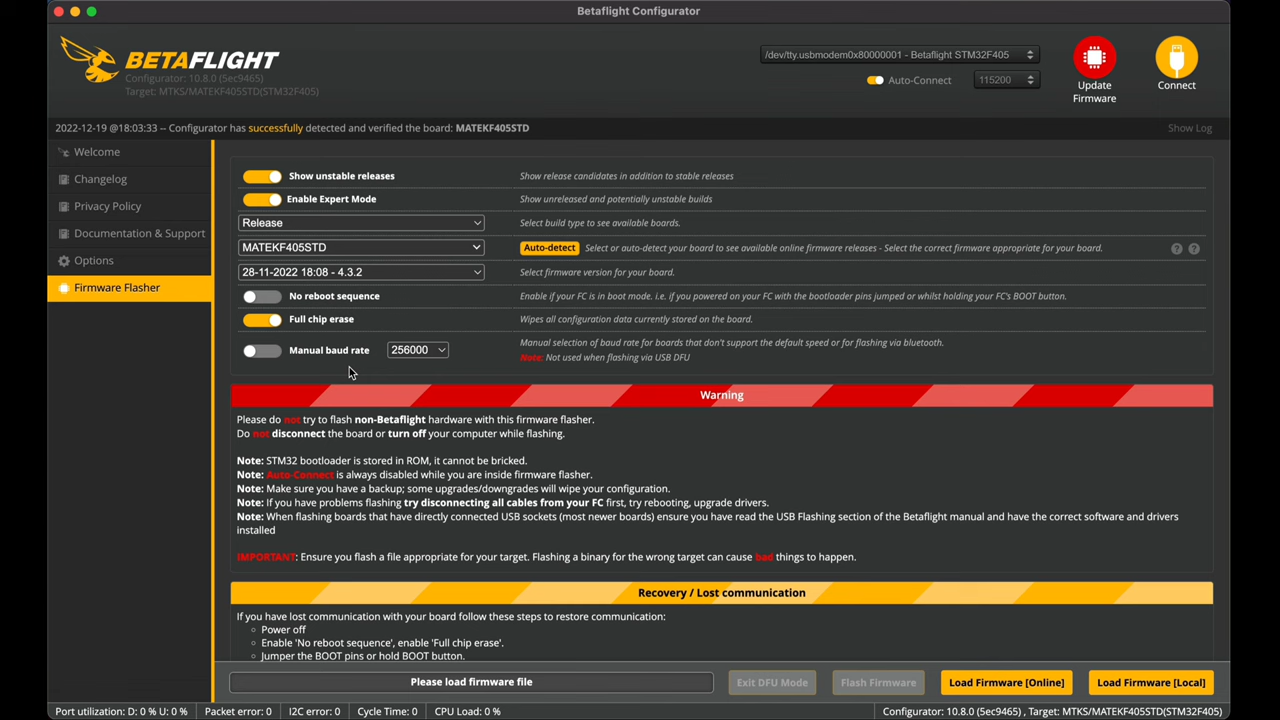 Betaflight Configurator
BETAFLIGHT
Configurator: 10.8.0 (5ec9465)
Target: MTKS/MATEKF405STD(STM32F405)
/dev/tty.usbmodem0x80000001 - Betaflight STM32F405
Auto-Connect
115200
Update
Firmware
Connect
2022-12-19 @18:03:33 -- Configurator has successfully detected and verified the board: MATEKF405STD
Show Log
Welcome
Changelog
Privacy Policy
Documentation & Support
Options
Firmware Flasher
Show unstable releases
Show release candidates in addition to stable releases
Enable Expert Mode
Show unreleased and potentially unstable builds
Release
Select build type to see available boards.
MATEKF405STD
Auto-detect
Select or auto-detect your board to see available online firmware releases - Select the correct firmware appropriate for your board.
? ?
28-11-2022 18:08 - 4.3.2
Select firmware version for your board.
No reboot sequence
Enable if your FC is in boot mode. i.e. if you powered on your FC with the bootloader pins jumped or whilst holding your FC's BOOT button.
Full chip erase
Wipes all configuration data currently stored on the board.
Manual baud rate
256000
Manual selection of baud rate for boards that don't support the default speed or for flashing via bluetooth.
Note: Not used when flashing via USB DFU
Warning
Please do not try to flash non-Betaflight hardware with this firmware flasher.
Do not disconnect the board or turn off your computer while flashing.
Note: STM32 bootloader is stored in ROM, it cannot be bricked.
Note: Auto-Connect is always disabled while you are inside firmware flasher.
Note: Make sure you have a backup; some upgrades/downgrades will wipe your configuration.
Note: If you have problems flashing try disconnecting all cables from your FC first, try rebooting, upgrade drivers.
Note: When flashing boards that have directly connected USB sockets (most newer boards) ensure you have read the USB Flashing section of the Betaflight manual and have the correct software and drivers
installed
IMPORTANT: Ensure you flash a file appropriate for your target. Flashing a binary for the wrong target can cause bad things to happen.
Recovery / Lost communication
If you have lost communication with your board follow these steps to restore communication:
Power off
Enable 'No reboot sequence', enable 'Full chip erase'.
Jumper the BOOT pins or hold BOOT button.
Please load firmware file
Exit DFU Mode
Flash Firmware
Load Firmware [Online]
Load Firmware [Local]
Port utilization: D: 0 % U: 0 %
Packet error: 0
I2C error: 0
Cycle Time: 0
CPU Load: 0 %
Configurator: 10.8.0 (5ec9465) , Target: MTKS/MATEKF405STD(STM32F405)